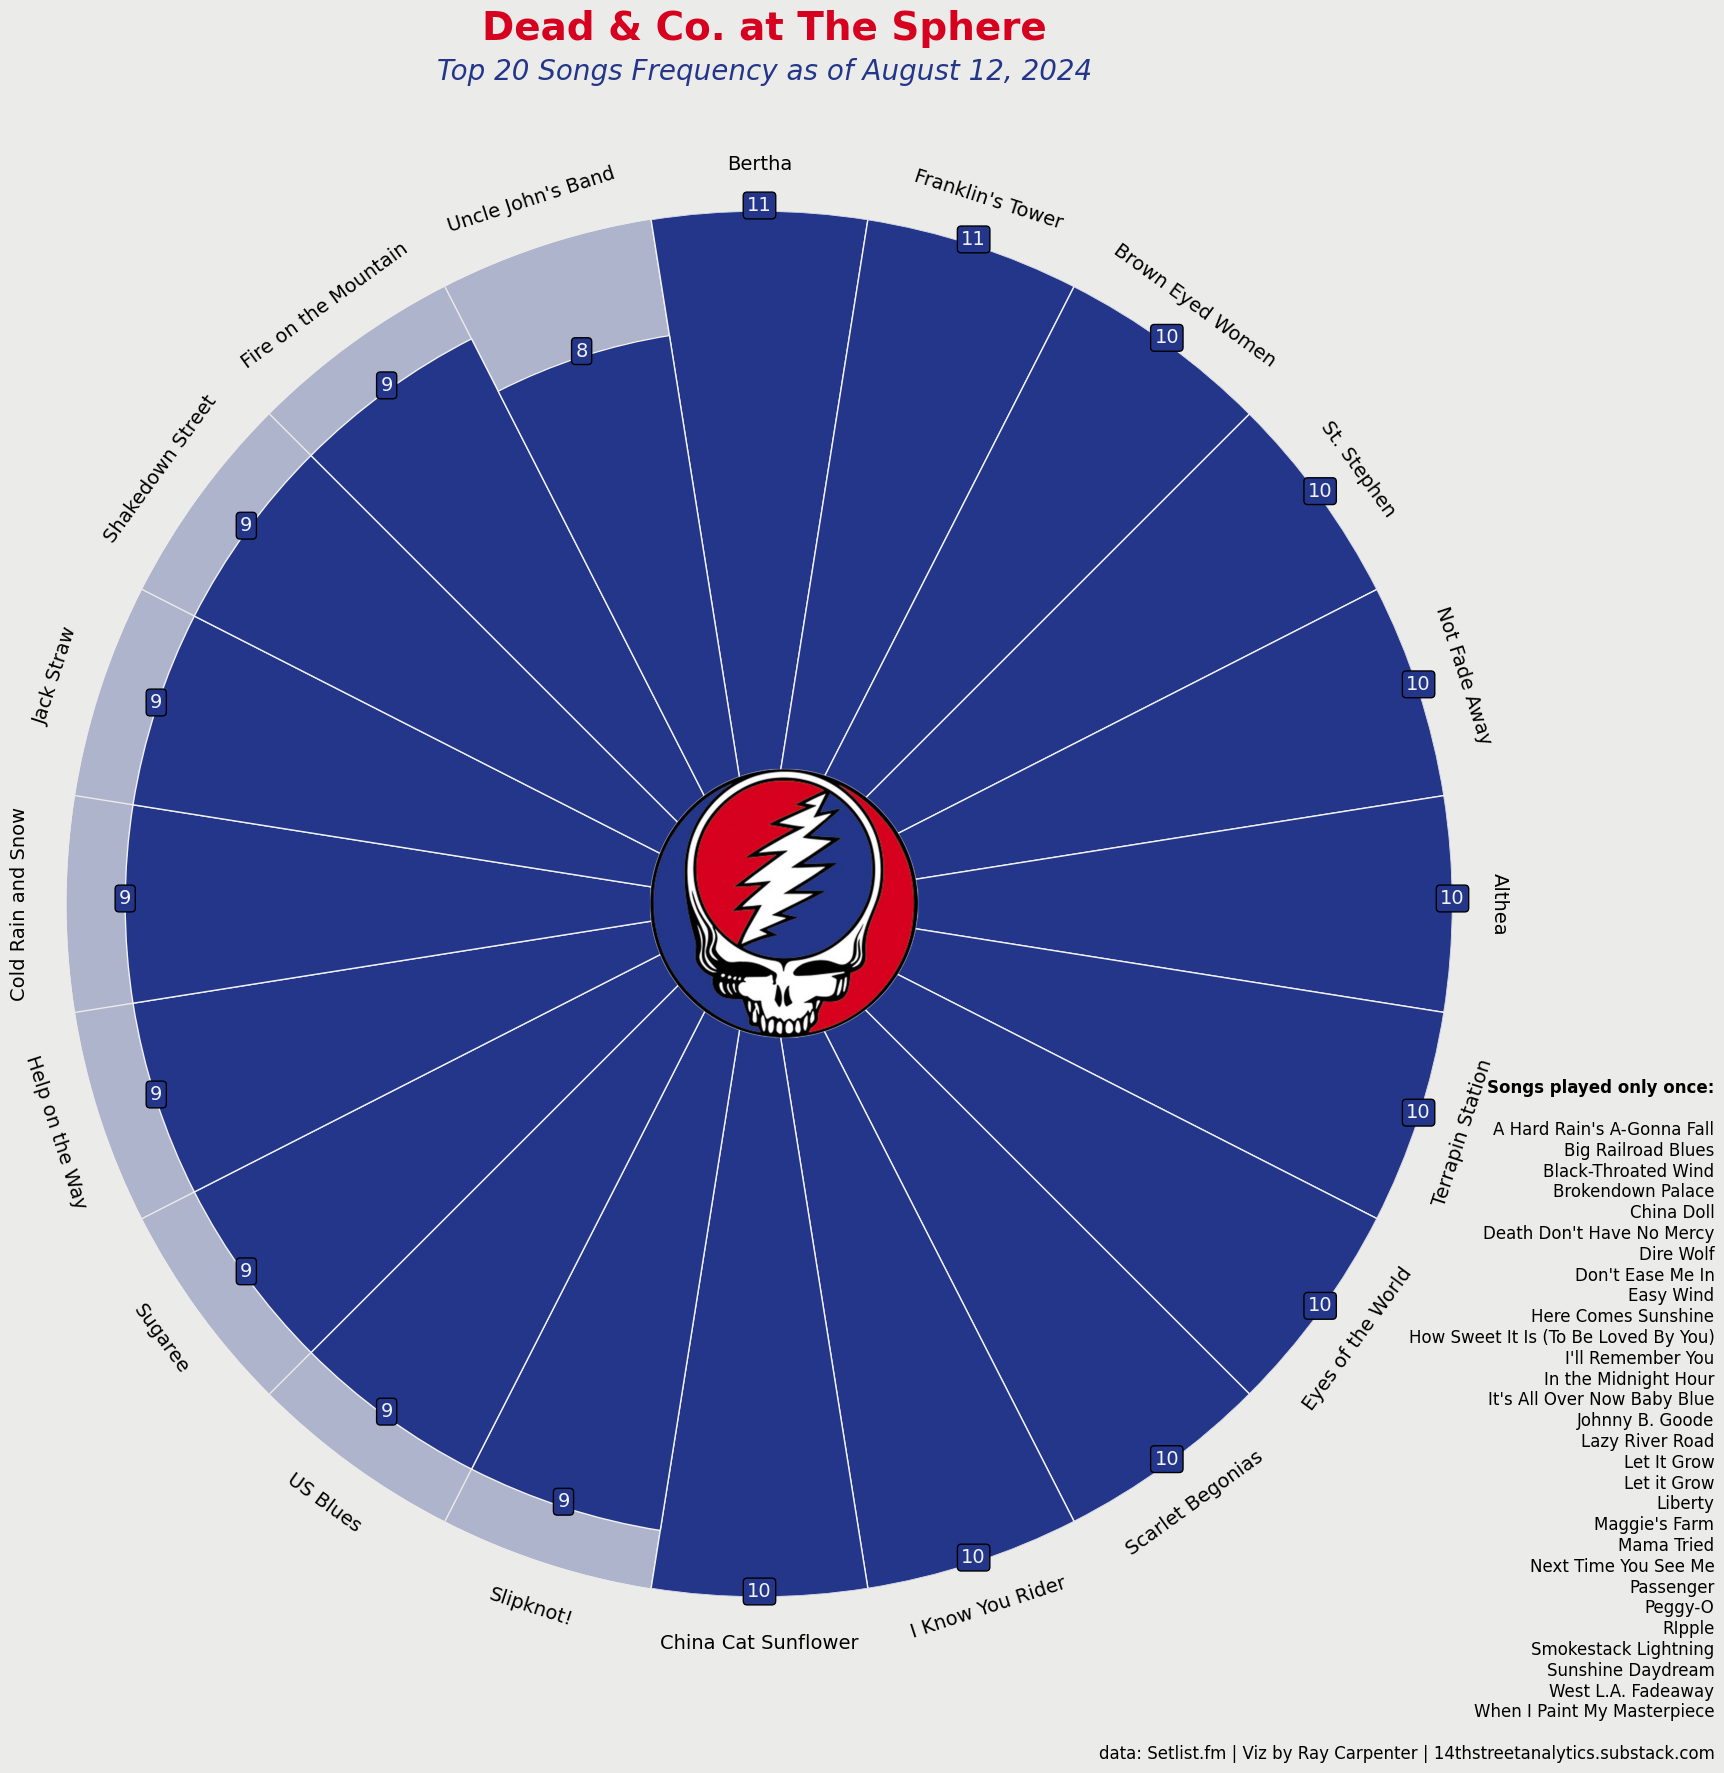 Dead & Co. at The Sphere
Top 20 Songs Frequency as of August 12, 2024
Bertha
11
Franklin's Tower
11
Brown Eyed Women
10
St. Stephen
10
Not Fade Away
10
Althea
10
Terrapin Station
10
Eyes of the World
10
Scarlet Begonias
10
I Know You Rider
10
China Cat Sunflower
10
Slipknot!
9
US Blues
9
Sugaree
9
Help on the Way
9
Cold Rain and Snow
9
Jack Straw
9
Shakedown Street
9
Fire on the Mountain
9
Uncle John's Band
8
Songs played only once:
A Hard Rain's A-Gonna Fall
Big Railroad Blues
Black-Throated Wind
Brokendown Palace
China Doll
Death Don't Have No Mercy
Dire Wolf
Don't Ease Me In
Easy Wind
Here Comes Sunshine
How Sweet It Is (To Be Loved By You)
I'll Remember You
In the Midnight Hour
It's All Over Now Baby Blue
Johnny B. Goode
Lazy River Road
Let It Grow
Let it Grow
Liberty
Maggie's Farm
Mama Tried
Next Time You See Me
Passenger
Peggy-O
RIpple
Smokestack Lightning
Sunshine Daydream
West L.A. Fadeaway
When I Paint My Masterpiece
data: Setlist.fm | Viz by Ray Carpenter | 14thstreetanalytics.substack.com